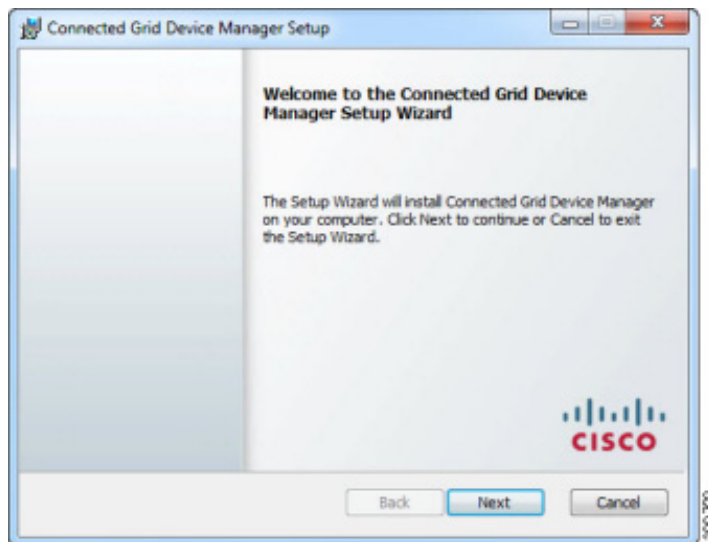 Connected Grid Device Manager Setup
Welcome to the Connected Grid Device
Manager Setup Wizard
The Setup Wizard will install Connected Grid Device Manager
on your computer. Click Next to continue or Cancel to exit
the Setup Wizard.
CISCO
Back
Next
Cancel